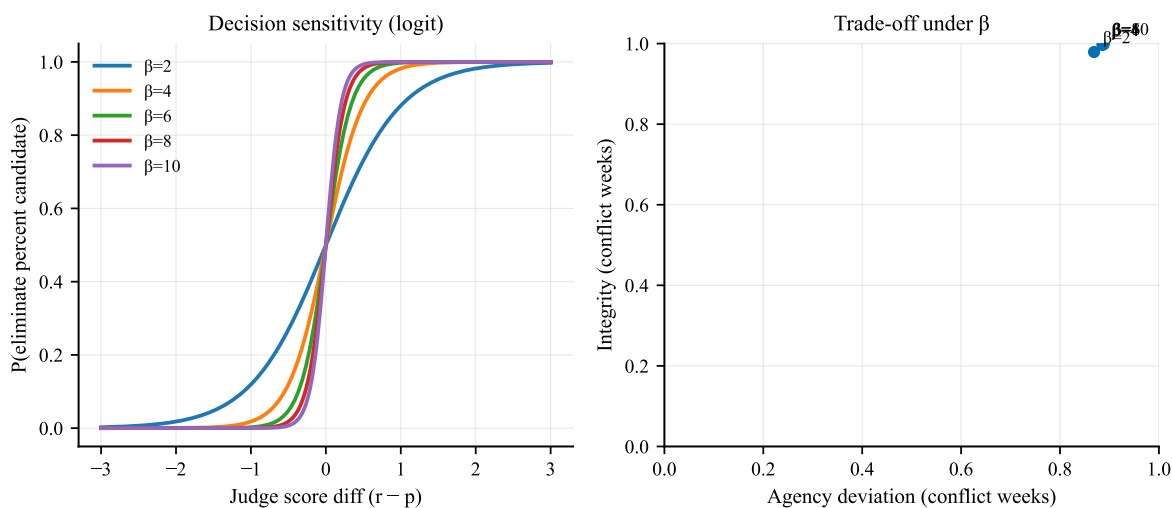 Decision sensitivity (logit)
P(eliminate percent candidate)
1.0
0.8
0.6
0.4
0.2
0.0
β=2
β=4
β=6
β=8
β=10
−3
−2
−1
0
1
2
3
Judge score diff (r − p)
Trade-off under β
Integrity (conflict weeks)
1.0
0.8
0.6
0.4
0.2
0.0
β=2
0.0
0.2
0.4
0.6
0.8
1.0
Agency deviation (conflict weeks)